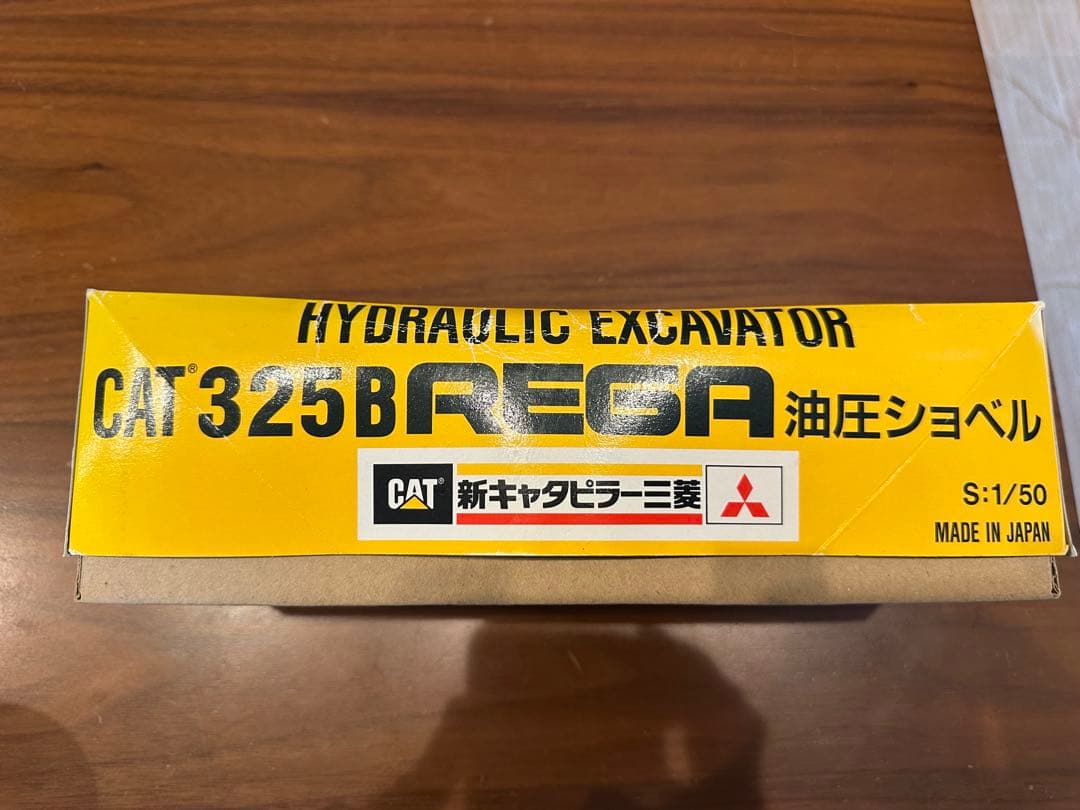 HYDRAULIC EXCAVATOR
CAT® 325B REGA 油圧ショベル
CAT® 新キャタピラー三菱
S:1/50
MADE IN JAPAN